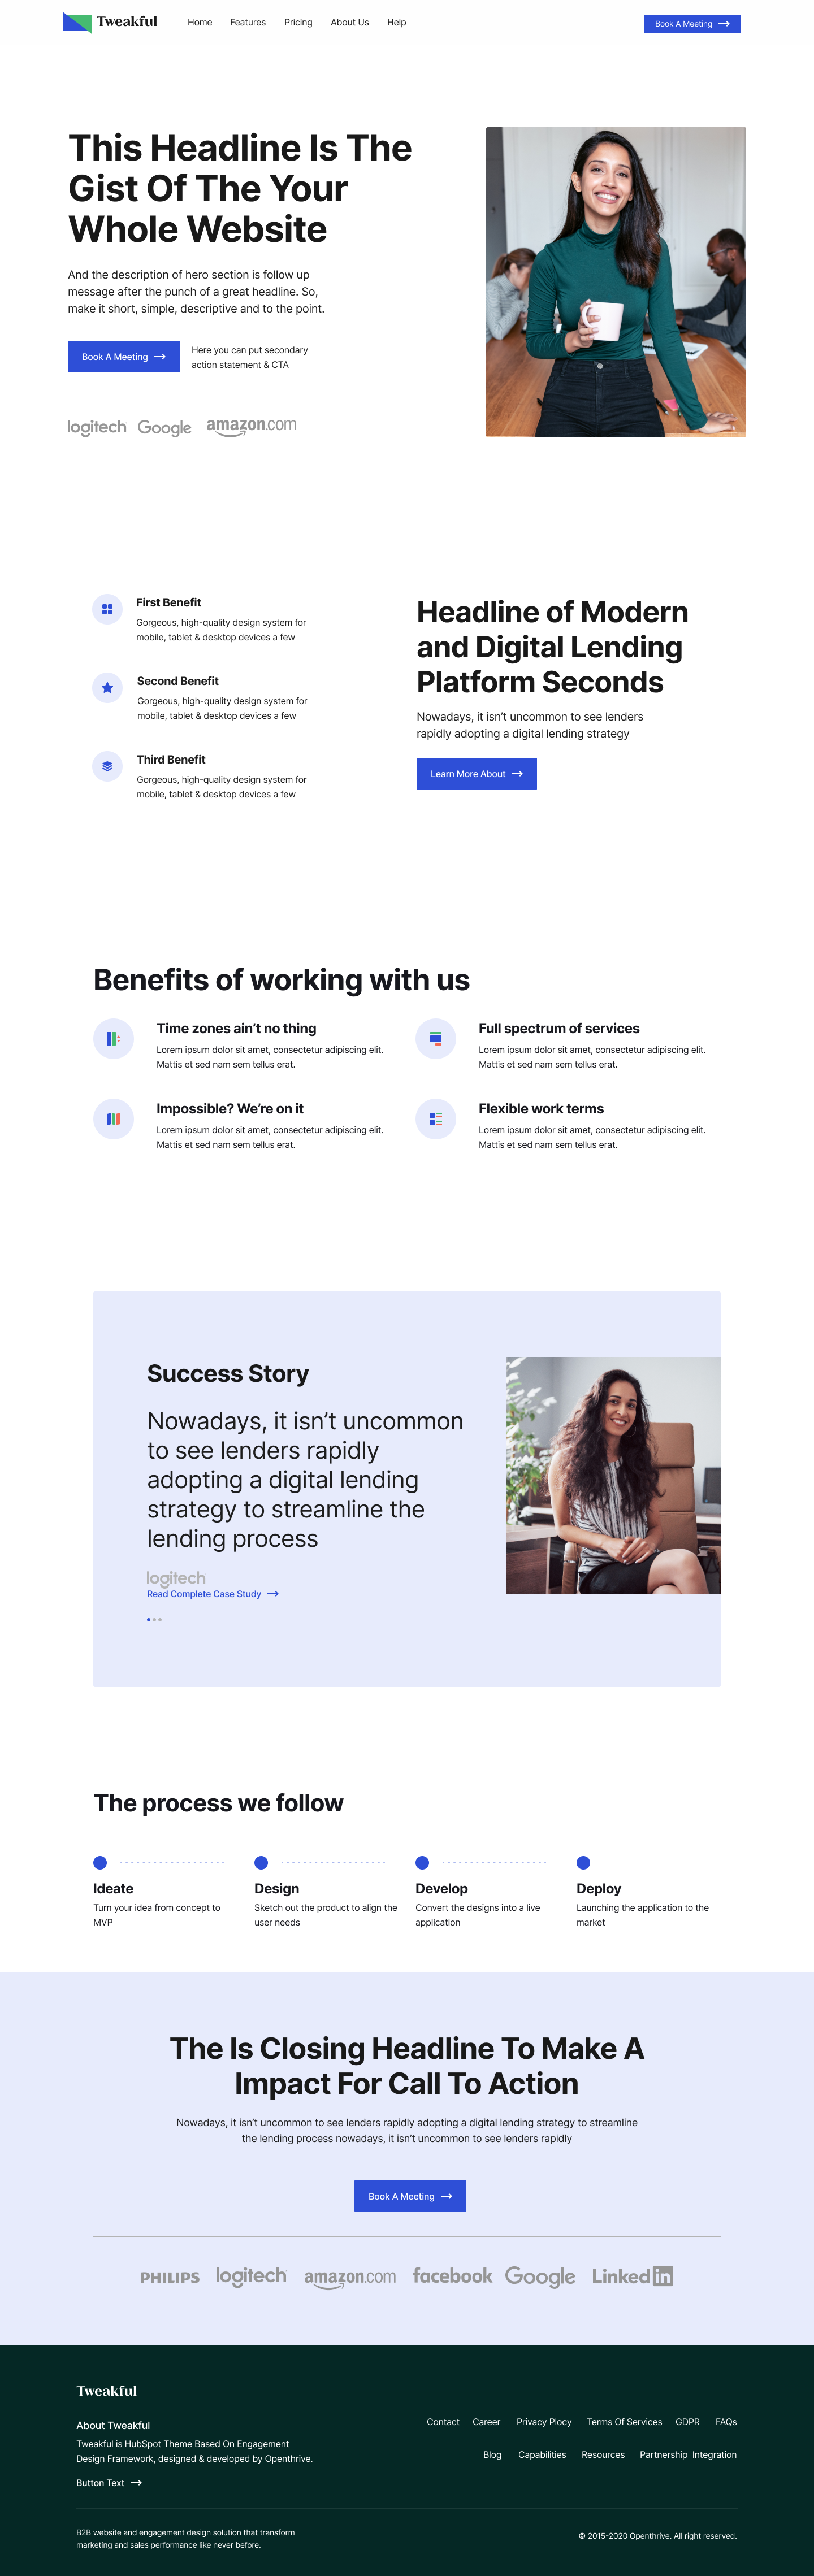 Tweakful
Home Features Pricing About Us Help
Book A Meeting
This Headline Is The
Gist Of The Your
Whole Website
And the description of hero section is follow up
message after the punch of a great headline. So,
make it short, simple, descriptive and to the point.
Book A Meeting
Here you can put secondary
action statement & CTA
logitech Google amazon.com
First Benefit
Gorgeous, high-quality design system for
mobile, tablet & desktop devices a few
Second Benefit
Gorgeous, high-quality design system for
mobile, tablet & desktop devices a few
Third Benefit
Gorgeous, high-quality design system for
mobile, tablet & desktop devices a few
Headline of Modern
and Digital Lending
Platform Seconds
Nowadays, it isn’t uncommon to see lenders
rapidly adopting a digital lending strategy
Learn More About
Benefits of working with us
Time zones ain’t no thing
Lorem ipsum dolor sit amet, consectetur adipiscing elit.
Mattis et sed nam sem tellus erat.
Full spectrum of services
Lorem ipsum dolor sit amet, consectetur adipiscing elit.
Mattis et sed nam sem tellus erat.
Impossible? We’re on it
Lorem ipsum dolor sit amet, consectetur adipiscing elit.
Mattis et sed nam sem tellus erat.
Flexible work terms
Lorem ipsum dolor sit amet, consectetur adipiscing elit.
Mattis et sed nam sem tellus erat.
Success Story
Nowadays, it isn’t uncommon
to see lenders rapidly
adopting a digital lending
strategy to streamline the
lending process
logitech
Read Complete Case Study
The process we follow
Ideate
Turn your idea from concept to
MVP
Design
Sketch out the product to align the
user needs
Develop
Convert the designs into a live
application
Deploy
Launching the application to the
market
The Is Closing Headline To Make A
Impact For Call To Action
Nowadays, it isn’t uncommon to see lenders rapidly adopting a digital lending strategy to streamline
the lending process nowadays, it isn’t uncommon to see lenders rapidly
Book A Meeting
PHILIPS logitech amazon.com facebook Google Linked in
Tweakful
About Tweakful
Tweakful is HubSpot Theme Based On Engagement
Design Framework, designed & developed by Openthrive.
Button Text
Contact Career Privacy Plocy Terms Of Services GDPR FAQs
Blog Capabilities Resources Partnership Integration
B2B website and engagement design solution that transform
marketing and sales performance like never before.
© 2015-2020 Openthrive. All right reserved.